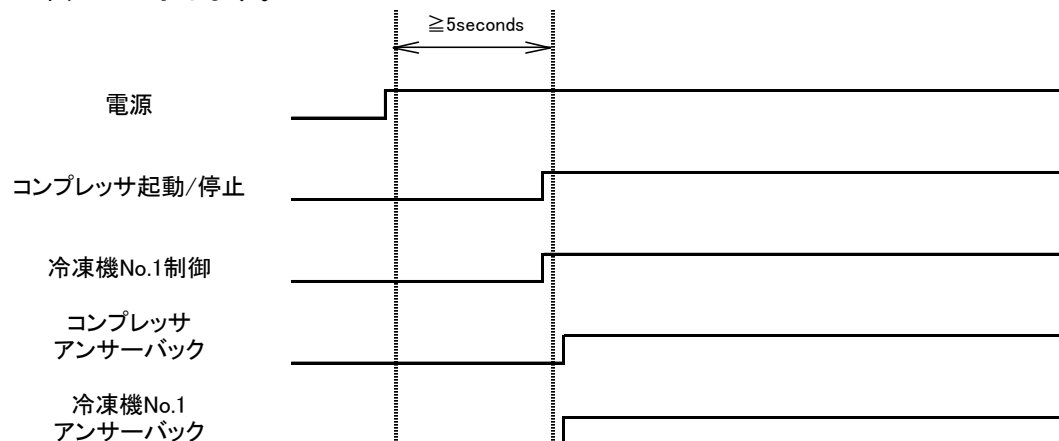 ≧5seconds
電源
コンプレッサ起動/停止
冷凍機No.1制御
コンプレッサ
アンサーバック
冷凍機No.1
アンサーバック